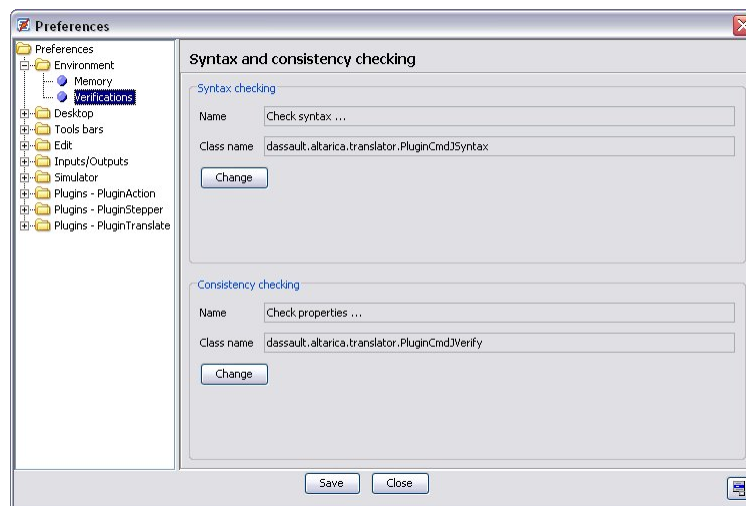 Preferences
Preferences
Environment
Memory
Verifications
Desktop
Tools bars
Edit
Inputs/Outputs
Simulator
Plugins - PluginAction
Plugins - PluginStepper
Plugins - PluginTranslate
Syntax and consistency checking
Syntax checking
Name Check syntax ...
Class name dassault.altarica.translator.PluginCmdJSyntax
Change
Consistency checking
Name Check properties ...
Class name dassault.altarica.translator.PluginCmdJVerify
Change
Save Close